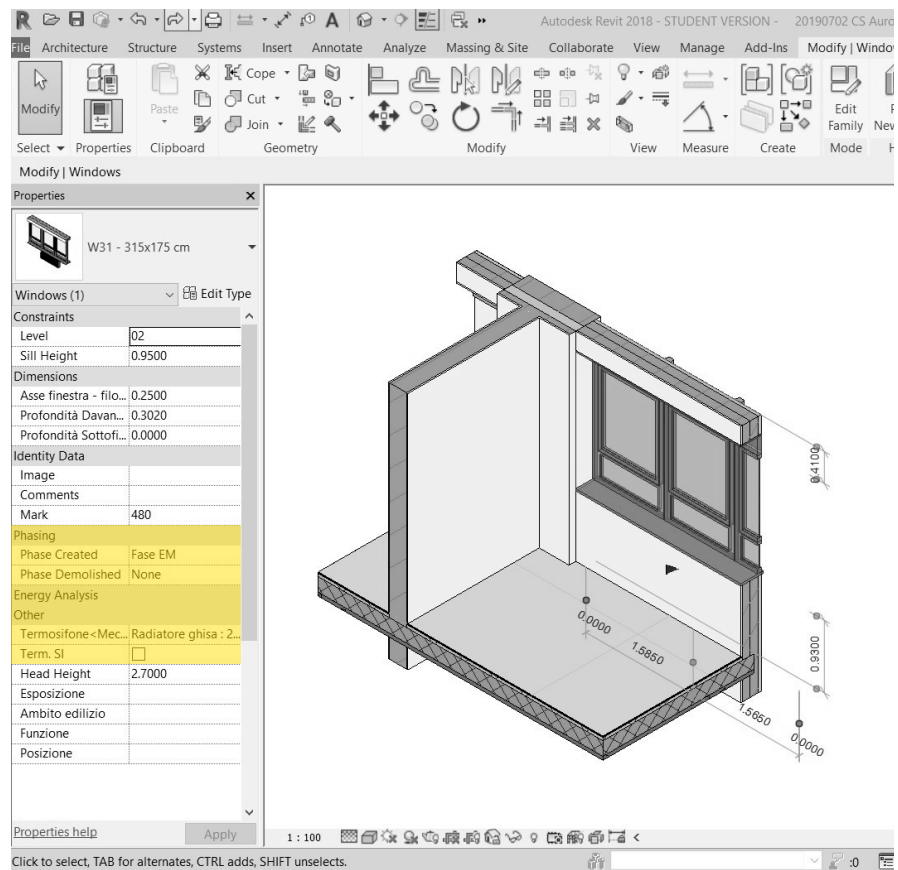 Autodesk Revit 2018 - STUDENT VERSION - 20190702 CS Auro
File Architecture Structure Systems Insert Annotate Analyze Massing & Site Collaborate View Manage Add-Ins Modify | Windo
Modify
Paste
Cope
Cut
Join
Edit Family
New
Select Properties Clipboard Geometry Modify View Measure Create Mode
Modify | Windows
Properties
W31 - 315x175 cm
Windows (1) Edit Type
Constraints
Level 02
Sill Height 0.9500
Dimensions
Asse finestra - filo... 0.2500
Profondità Davan... 0.3020
Profondità Sottofi... 0.0000
Identity Data
Image
Comments
Mark 480
Phasing
Phase Created Fase EM
Phase Demolished None
Energy Analysis
Other
Termosifone<Mec... Radiatore ghisa : 2...
Term. SI
Head Height 2.7000
Esposizione
Ambito edilizio
Funzione
Posizione
Properties help Apply
0.4100
0.0000
1.5850
0.9300
1.5650
0.0000
1 : 100
Click to select, TAB for alternates, CTRL adds, SHIFT unselects. :0